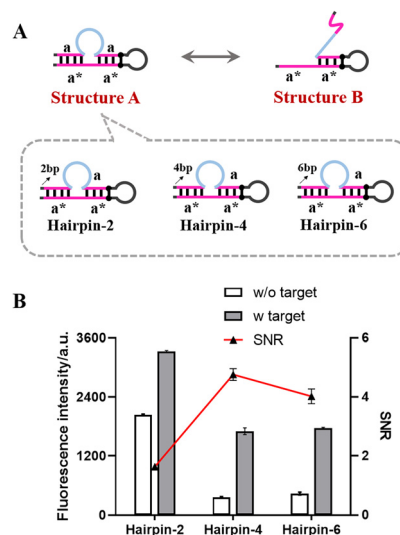 A
a a
a* a*
Structure A
a
a* a*
Structure B
2bp
a
a* a*
Hairpin-2
4bp
a
a* a*
Hairpin-4
6bp
a
a* a*
Hairpin-6
B
w/o target
w target
SNR
Fluorescence intensity/a.u.
3600
2400
1200
0
6
4
2
0
SNR
Hairpin-2 Hairpin-4 Hairpin-6